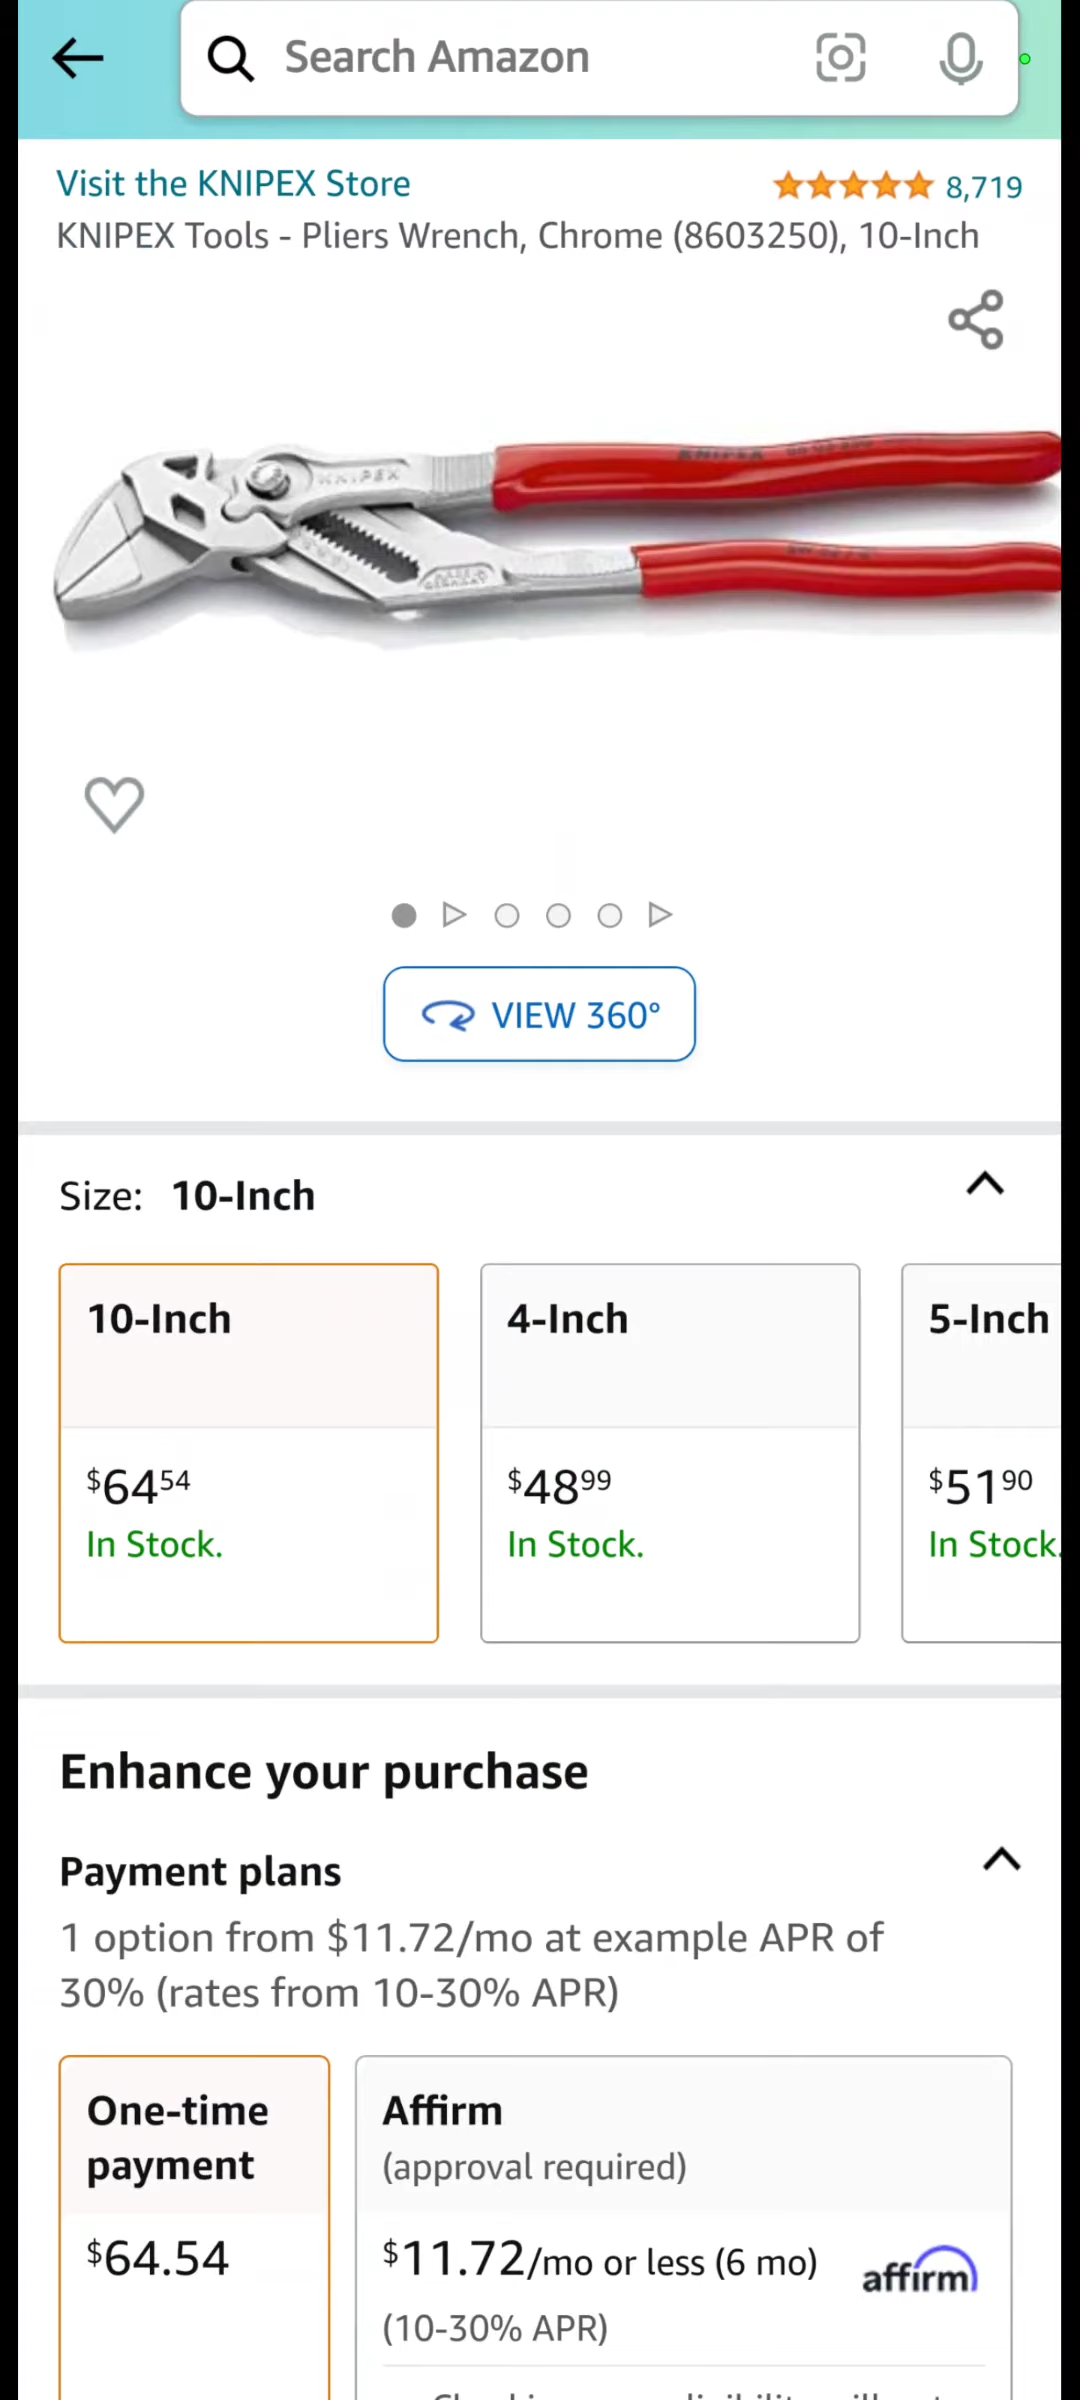 Search Amazon
Visit the KNIPEX Store
8,719
KNIPEX Tools - Pliers Wrench, Chrome (8603250), 10-Inch
KNIPEX
KNIPEX
VIEW 360°
Size: 10-Inch
10-Inch
$64 54
In Stock.
4-Inch
$48 99
In Stock.
5-Inch
$51 90
In Stock.
Enhance your purchase
Payment plans
1 option from $11.72/mo at example APR of
30% (rates from 10-30% APR)
One-time
payment
$64.54
Affirm
(approval required)
$11.72/mo or less (6 mo)
affirm
(10-30% APR)